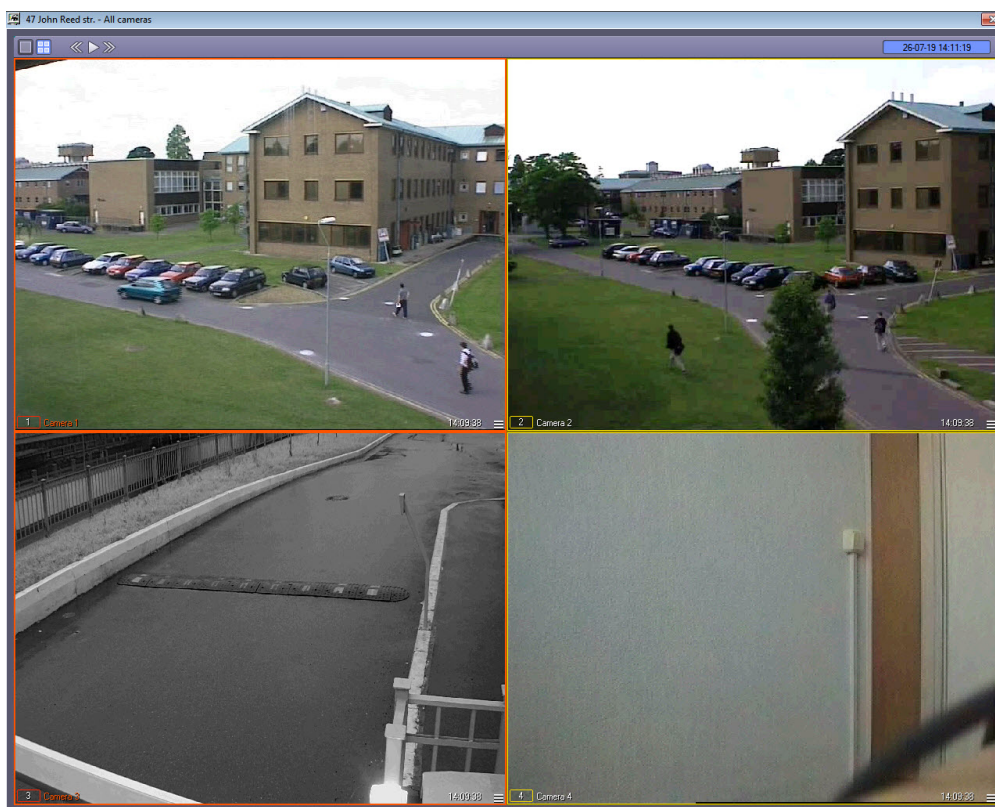 47 John Reed str. - All cameras
26-07-19 14:11:19
1 Camera 1 14:09:38
2 Camera 2 14:09:38
3 Camera 3 14:09:38
4 Camera 4 14:09:38